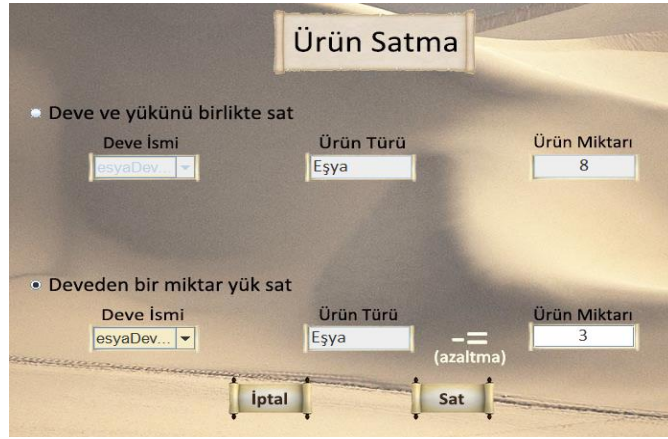 Ürün Satma
Deve ve yükünü birlikte sat
Deve İsmi Ürün Türü Ürün Miktarı
esyaDev... Eşya 8
Deveden bir miktar yük sat
Deve İsmi Ürün Türü Ürün Miktarı
esyaDev... Eşya -= 3
(azaltma)
İptal Sat